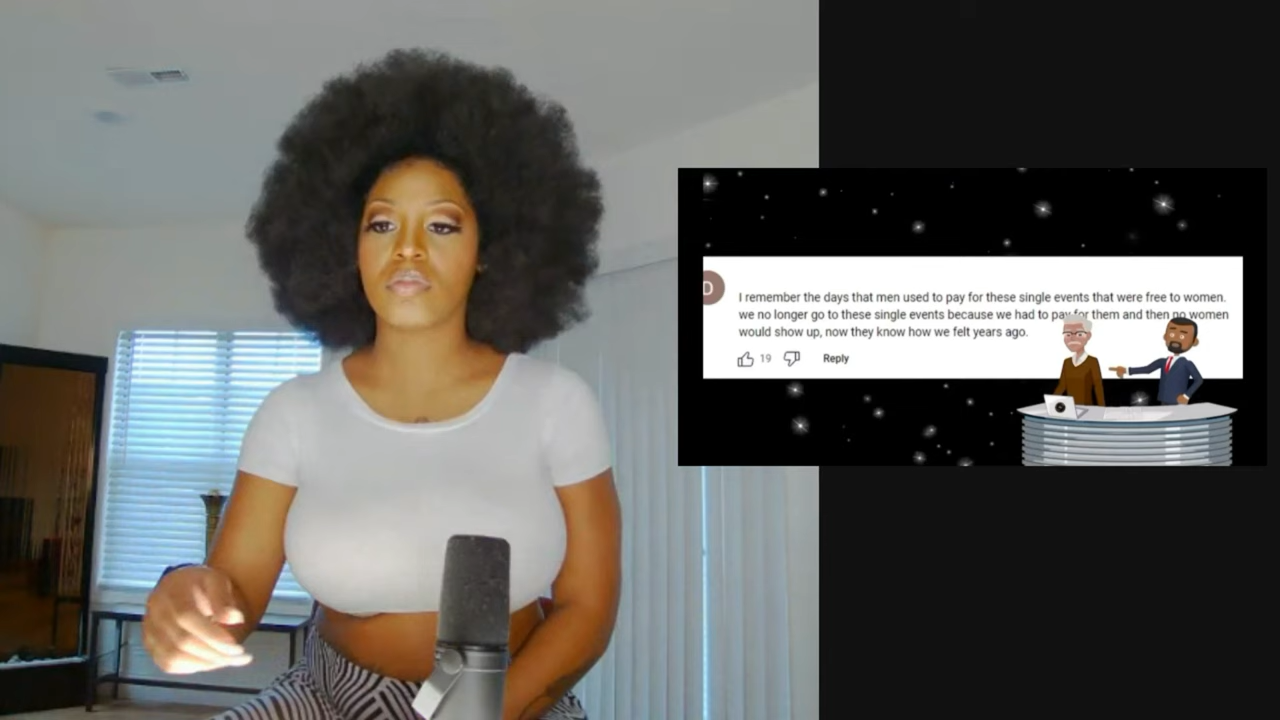 D
I remember the days that men used to pay for these single events that were free to women.
we no longer go to these single events because we had to pay for them and then no women
would show up, now they know how we felt years ago.
19 Reply